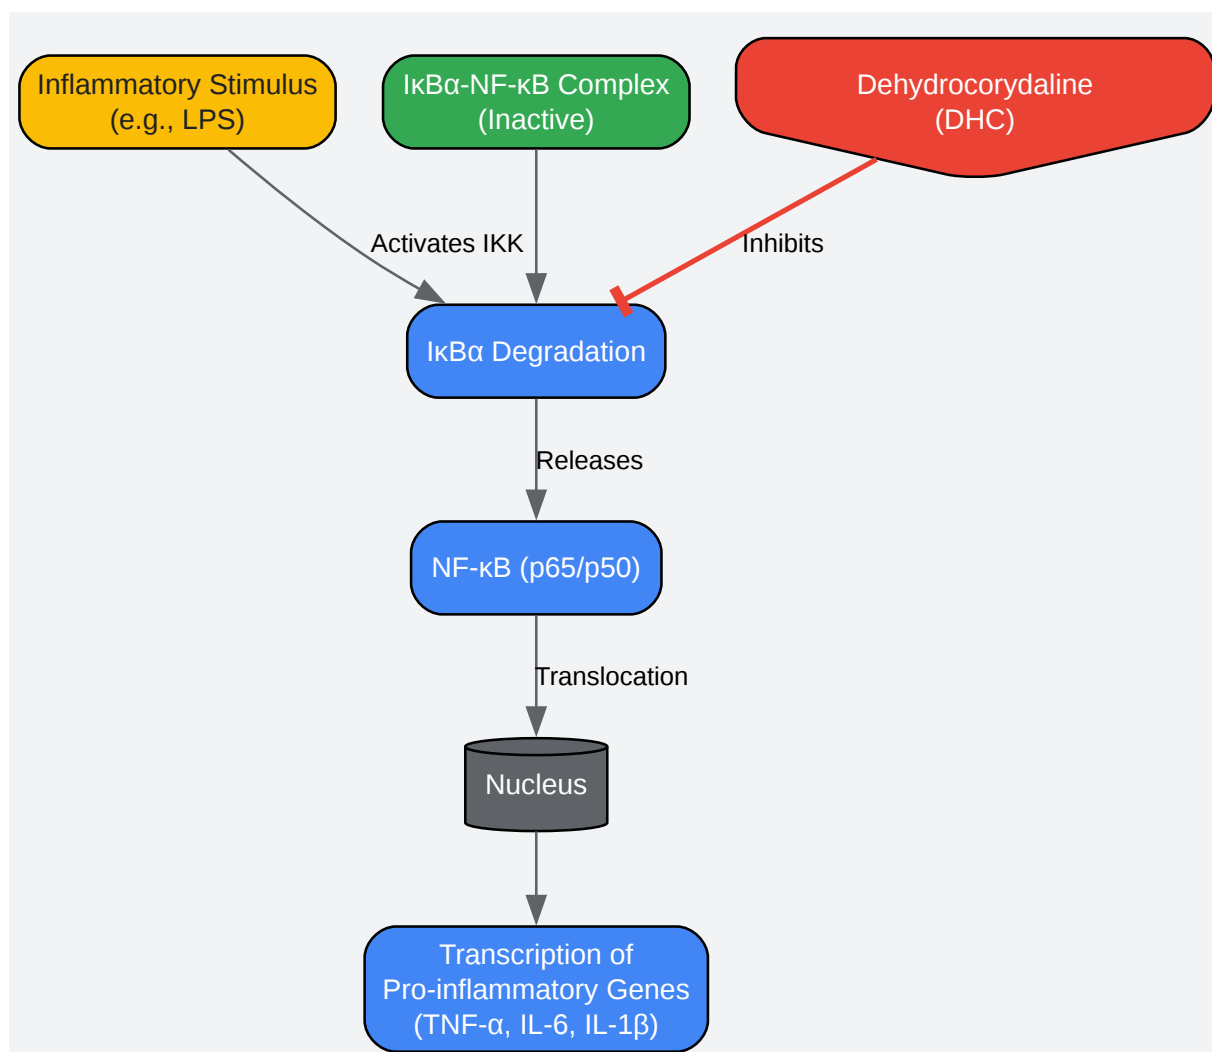 Inflammatory Stimulus
(e.g., LPS)
IκBα-NF-κB Complex
(Inactive)
Dehydrocorydaline
(DHC)
Activates IKK
Inhibits
IκBα Degradation
Releases
NF-κB (p65/p50)
Translocation
Nucleus
Transcription of
Pro-inflammatory Genes
(TNF-α, IL-6, IL-1β)